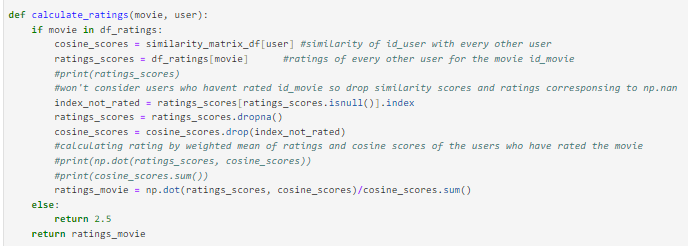 def calculate_ratings(movie, user):
    if movie in df_ratings:
        cosine_scores = similarity_matrix_df[user] #similarity of id_user with every other user
        ratings_scores = df_ratings[movie]      #ratings of every other user for the movie id_movie
        #print(ratings_scores)
        #won't consider users who havent rated id_movie so drop similarity scores and ratings corresponsing to np.nan
        index_not_rated = ratings_scores[ratings_scores.isnull()].index
        ratings_scores = ratings_scores.dropna()
        cosine_scores = cosine_scores.drop(index_not_rated)
        #calculating rating by weighted mean of ratings and cosine scores of the users who have rated the movie
        #print(np.dot(ratings_scores, cosine_scores))
        #print(cosine_scores.sum())
        ratings_movie = np.dot(ratings_scores, cosine_scores)/cosine_scores.sum()
    else:
        return 2.5
    return ratings_movie